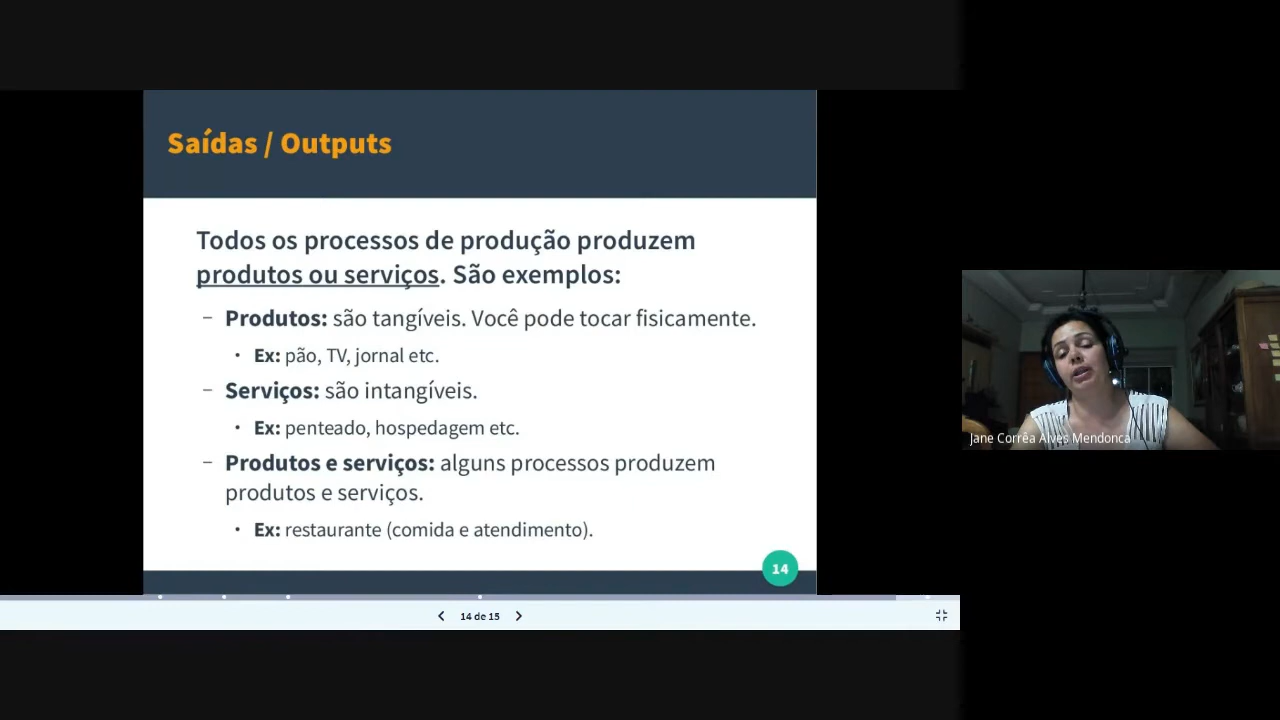 Saídas / Outputs
Todos os processos de produção produzem
produtos ou serviços. São exemplos:
– Produtos: são tangíveis. Você pode tocar fisicamente.
• Ex: pão, TV, jornal etc.
– Serviços: são intangíveis.
• Ex: penteado, hospedagem etc.
– Produtos e serviços: alguns processos produzem
produtos e serviços.
• Ex: restaurante (comida e atendimento).
14
14 de 15
Jane Corrêa Alves Mendonca